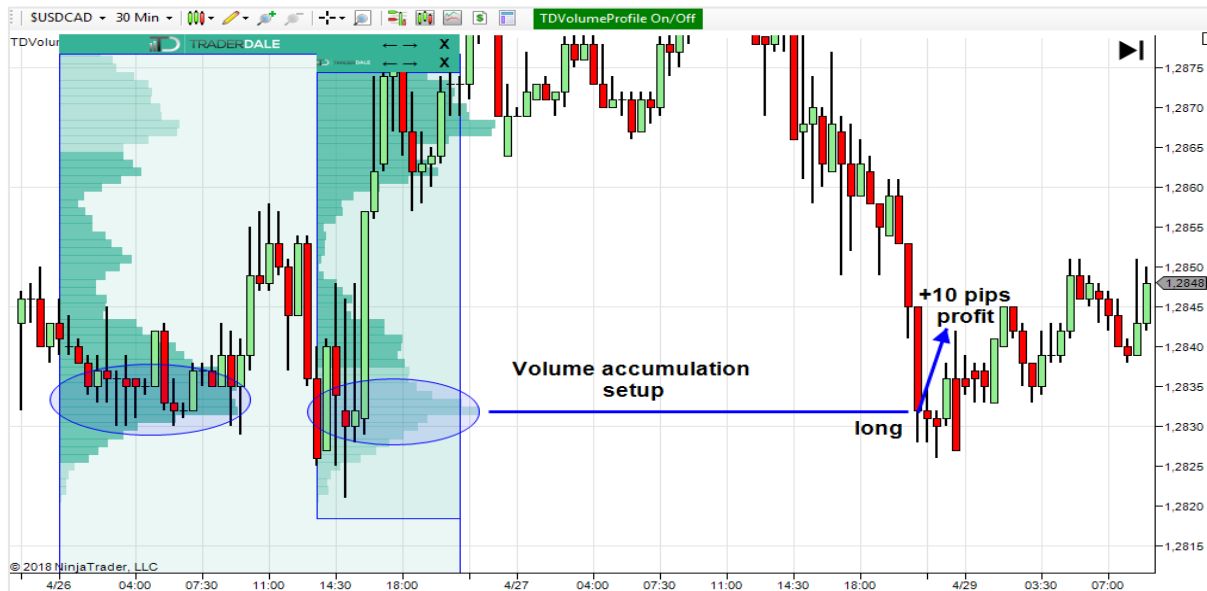 $USDCAD 30 Min TDVolumeProfile On/Off
TDVolum
TRADERDALE ← → X
TRADERDALE ← → X
1,2875
1,2870
1,2865
1,2860
1,2855
1,2850
1,2848
1,2845
1,2840
1,2835
1,2830
1,2825
1,2820
1,2815
+10 pips
profit
Volume accumulation
setup
long
© 2018 NinjaTrader, LLC
4/26 04:00 07:30 11:00 14:30 18:00 4/27 04:00 07:30 11:00 14:30 18:00 4/29 03:30 07:00